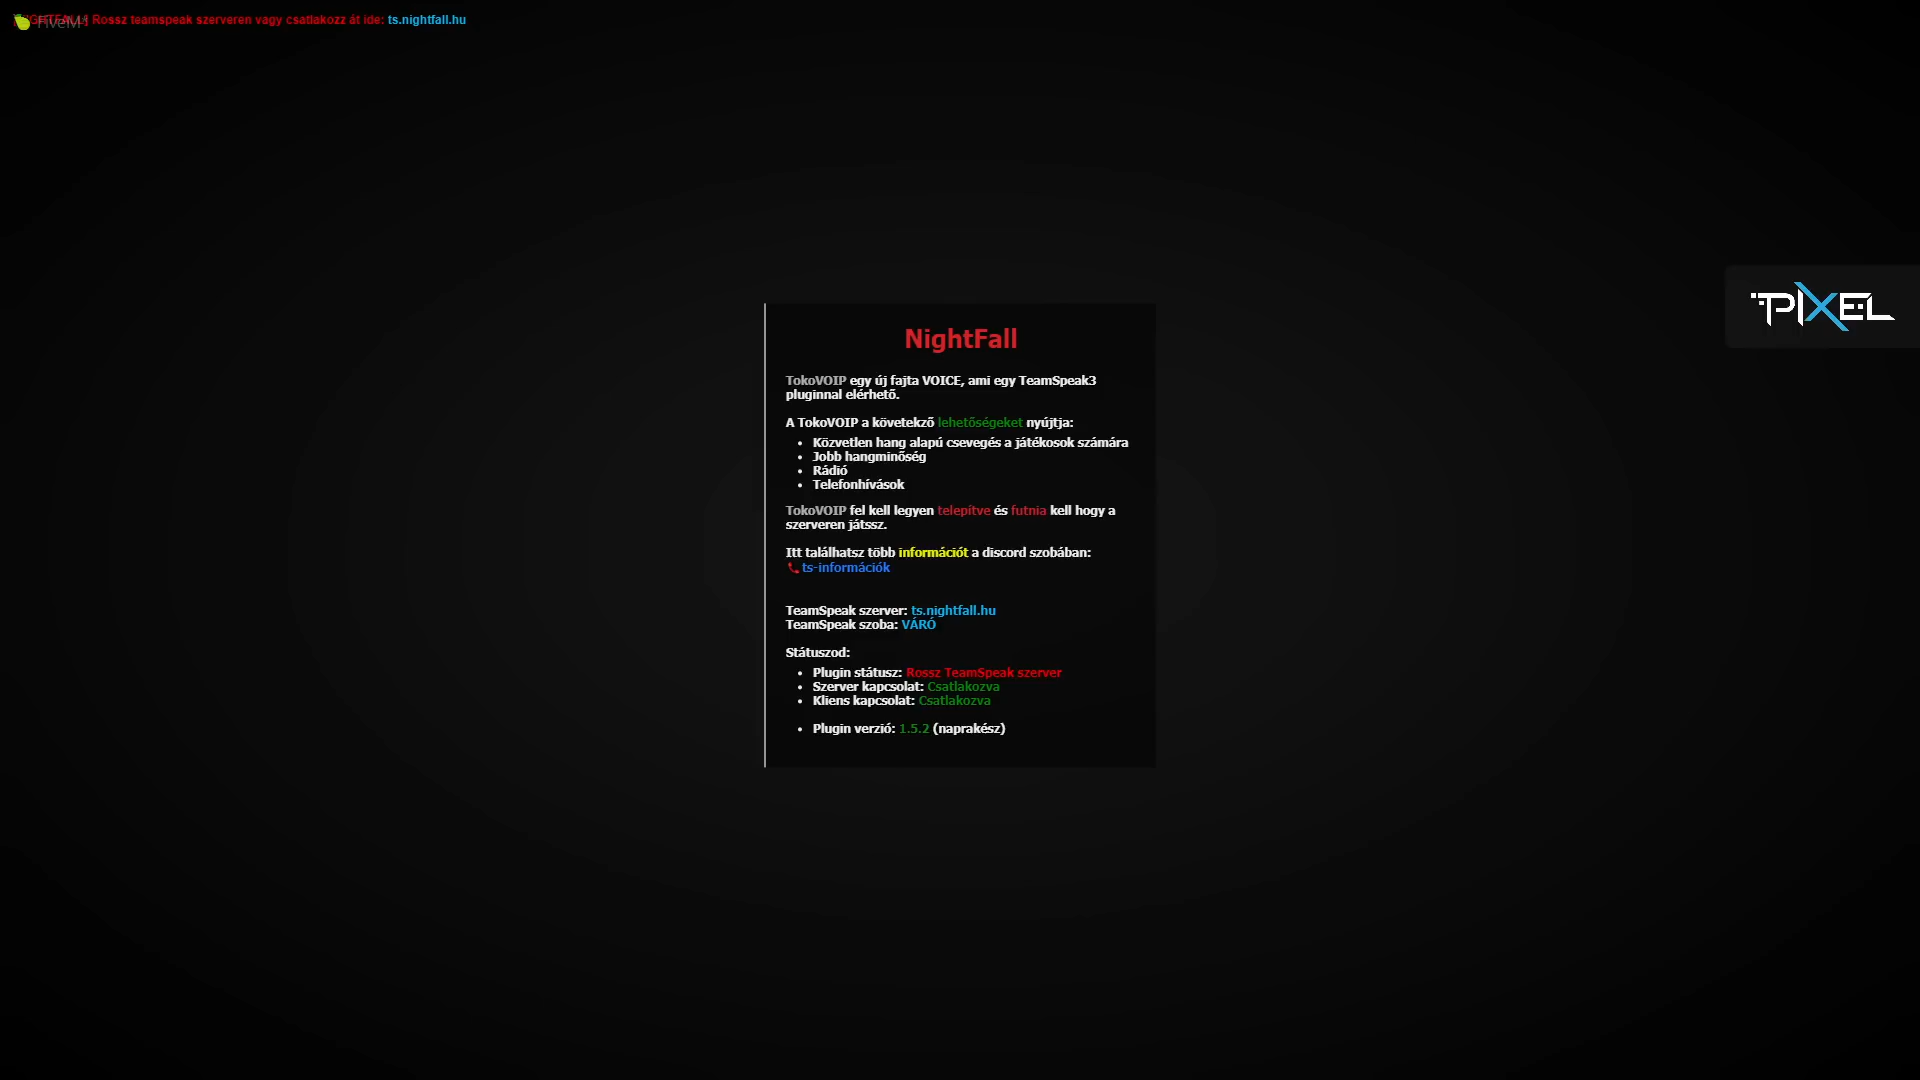 Rossz teamspeak szerveren vagy csatlakozz át ide: ts.nightfall.hu
PIXEL
NightFall
TokoVOIP egy új fajta VOICE, ami egy TeamSpeak3
pluginnal elérhető.
A TokoVOIP a követekző lehetőségeket nyújtja:
• Közvetlen hang alapú csevegés a játékosok számára
• Jobb hangminőség
• Rádió
• Telefonhívások
TokoVOIP fel kell legyen telepítve és futnia kell hogy a
szerveren játssz.
Itt találhatsz több információt a discord szobában:
ts-információk
TeamSpeak szerver: ts.nightfall.hu
TeamSpeak szoba: VÁRÓ
Státuszod:
• Plugin státusz: Rossz TeamSpeak szerver
• Szerver kapcsolat: Csatlakozva
• Kliens kapcsolat: Csatlakozva
• Plugin verzió: 1.5.2 (naprakész)